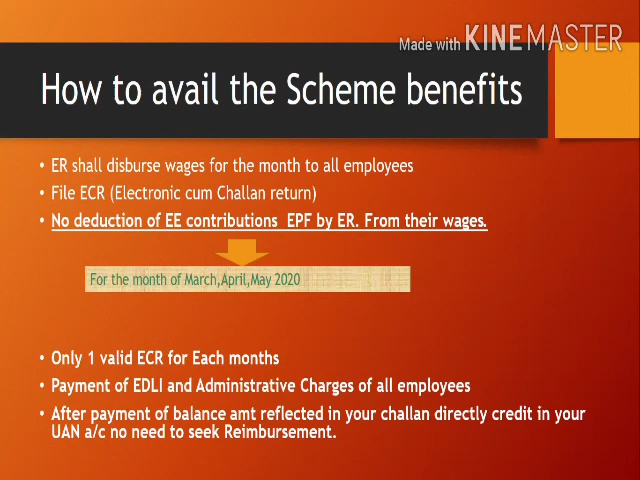 Made with KINEMASTER
How to avail the Scheme benefits
• ER shall disburse wages for the month to all employees
• File ECR (Electronic cum Challan return)
• No deduction of EE contributions EPF by ER. From their wages.
For the month of March,April,May 2020
• Only 1 valid ECR for Each months
• Payment of EDLI and Administrative Charges of all employees
• After payment of balance amt reflected in your challan directly credit in your
UAN a/c no need to seek Reimbursement.